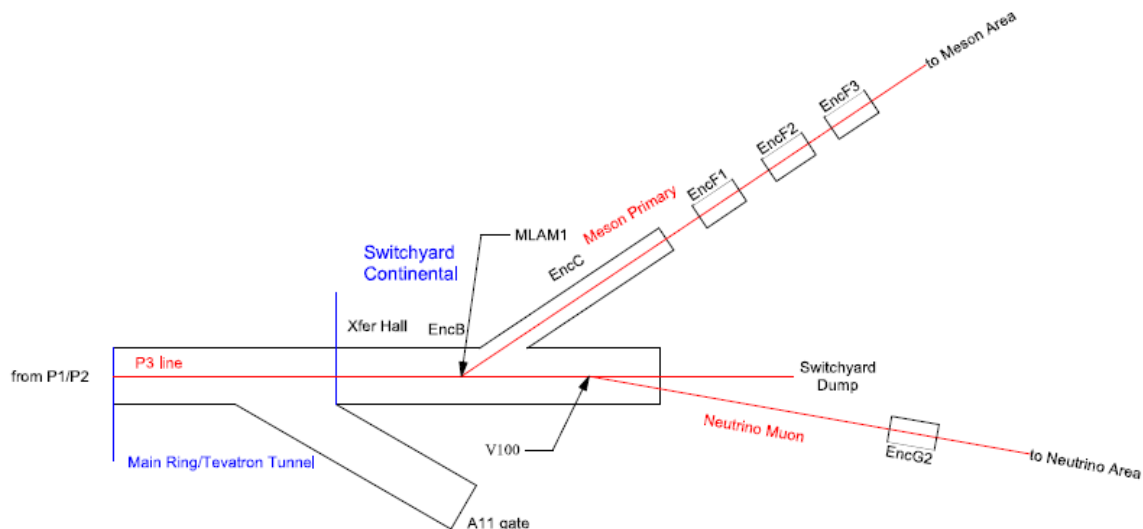 to Meson Area
EncF3
EncF2
EncF1
Meson Primary
MLAM1
EncC
Switchyard
Continental
Xfer Hall
EncB
P3 line
from P1/P2
Switchyard
Dump
Neutrino Muon
V100
EncG2
to Neutrino Area
Main Ring/Tevatron Tunnel
A11 gate